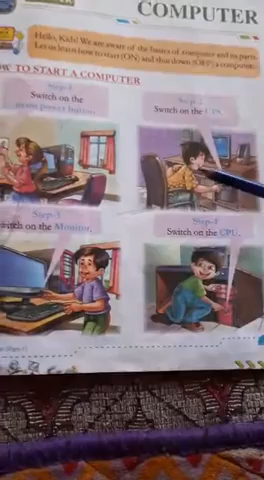 COMPUTER
Hello, Kids! We are aware of the basics of computer and its parts.
Let us learn how to start (ON) and shut down (OFF) a computer.
OW TO START A COMPUTER
Step-1
Switch on the
main power button.
Step-2
Switch on the UPS.
Step-3
Switch on the Monitor.
Step-4
Switch on the CPU.